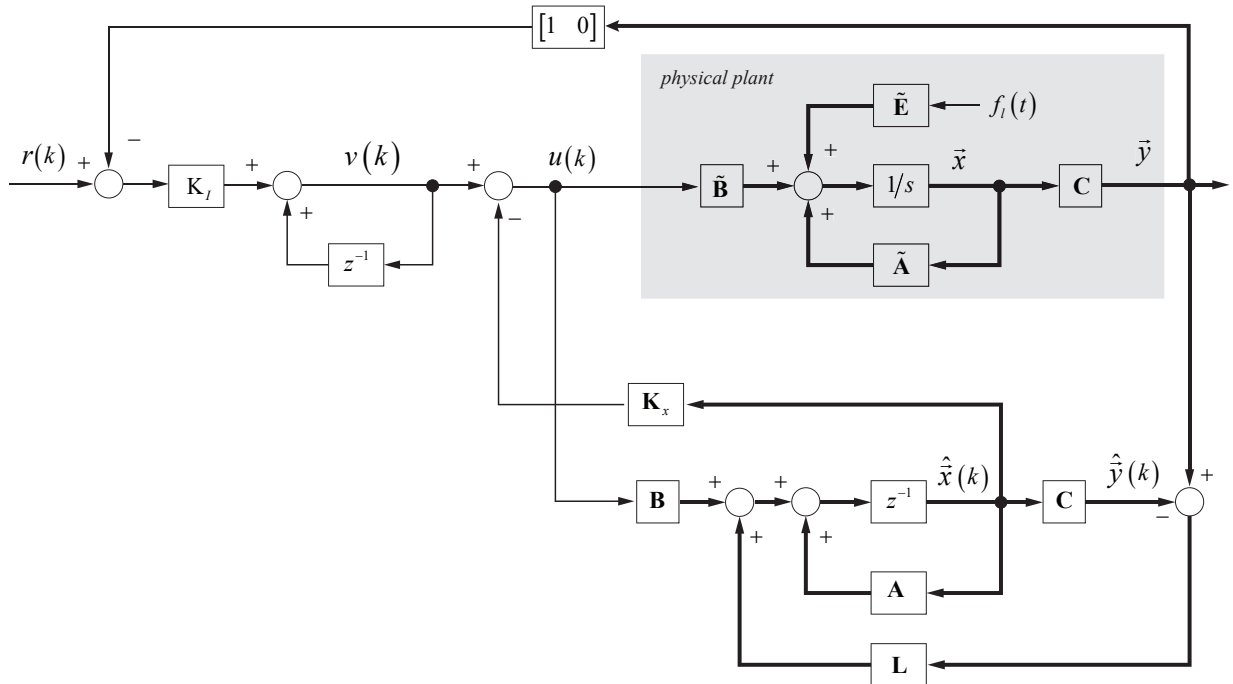 [1 0]
physical plant
Ẽ
f_l(t)
−
r(k)
+
K_I
+
v(k)
+
u(k)
B̃
+
+
1/s
x⃗
C
y⃗
+
−
+
z⁻¹
Ã
K_x
B
+
+
z⁻¹
x⃗̂(k)
C
y⃗̂(k)
+
−
+
+
A
L